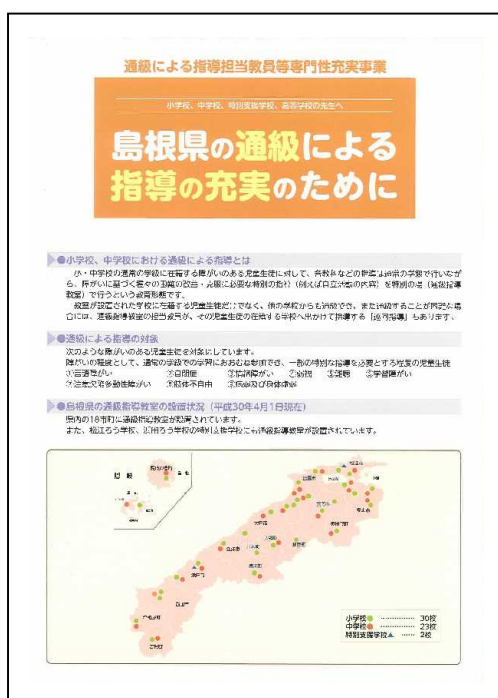 通級による指導担当教員等専門性充実事業
小学校、中学校、特別支援学校、高等学校の先生へ
島根県の通級による
指導の充実のために
●小学校、中学校における通級による指導とは
小・中学校の通常の学級に在籍する障がいのある児童生徒に対して、各教科などの指導は通常の学級で行いなが
ら、障がいに基づく種々の困難の改善・克服に必要な特別の指導（例えば自立活動の内容）を特別の場（通級指導
教室）で行うという教育形態です。
教室が設置された学校に在籍する児童生徒だけでなく、他の学校からも通級でき、また通級することが困難な場
合には、通級指導教室の担当教員が、その児童生徒の在籍する学校へ出かけて指導する「巡回指導」もあります。
●通級による指導の対象
次のような障がいのある児童生徒を対象にしています。
障がいの程度として、通常の学級での学習におおむね参加でき、一部の特別な指導を必要とする程度の児童生徒
①言語障がい ②自閉症 ③情緒障がい ④弱視 ⑤難聴 ⑥学習障がい
⑦注意欠陥多動性障がい ⑧肢体不自由 ⑨病弱及び身体虚弱
●島根県の通級指導教室の設置状況（平成30年4月1日現在）
県内の18市町に通級指導教室が設置されています。
また、松江ろう学校、浜田ろう学校の特別支援学校にも通級指導教室が設置されています。
隠岐
小学校● ………… 30校
中学校● ………… 23校
特別支援学校▲ …… 2校